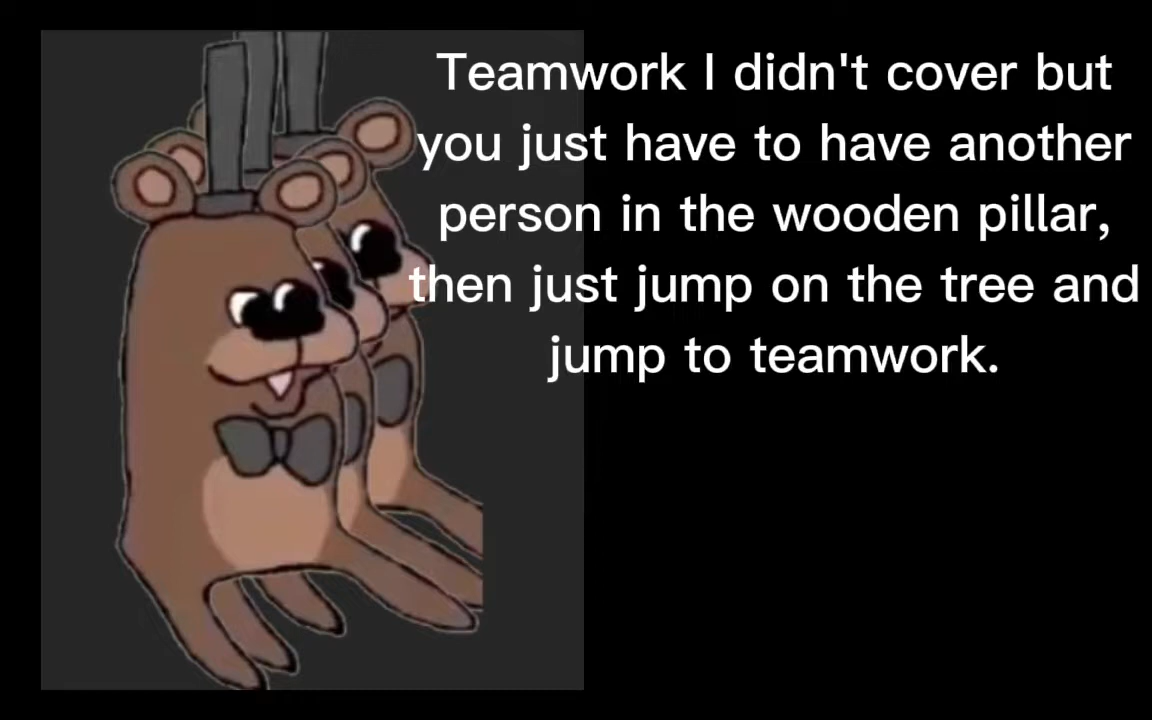 Teamwork I didn't cover but
you just have to have another
person in the wooden pillar,
then just jump on the tree and
jump to teamwork.